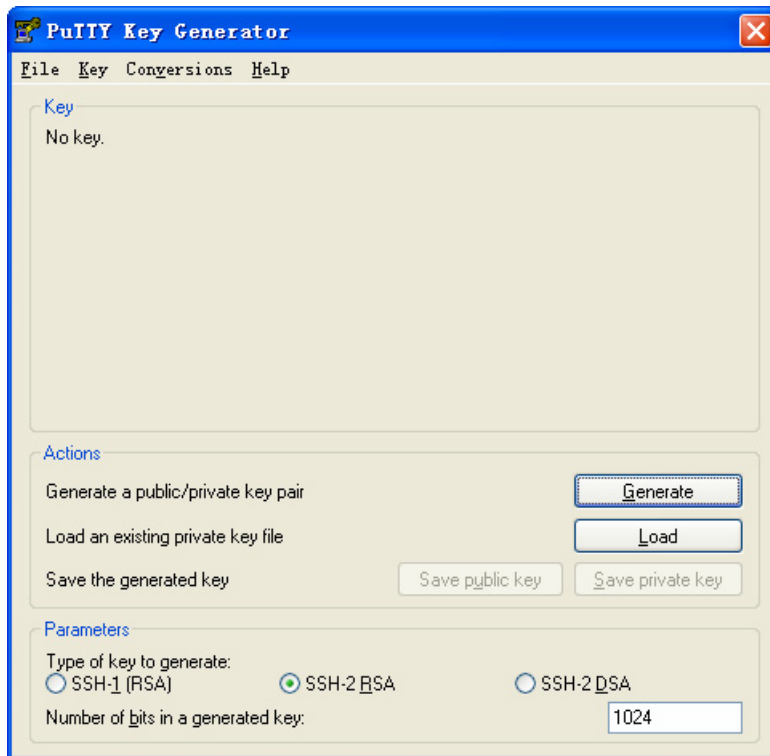 PuTTY Key Generator
File Key Conversions Help
Key
No key.
Actions
Generate a public/private key pair Generate
Load an existing private key file Load
Save the generated key Save public key Save private key
Parameters
Type of key to generate:
SSH-1 (RSA) SSH-2 RSA SSH-2 DSA
Number of bits in a generated key: 1024